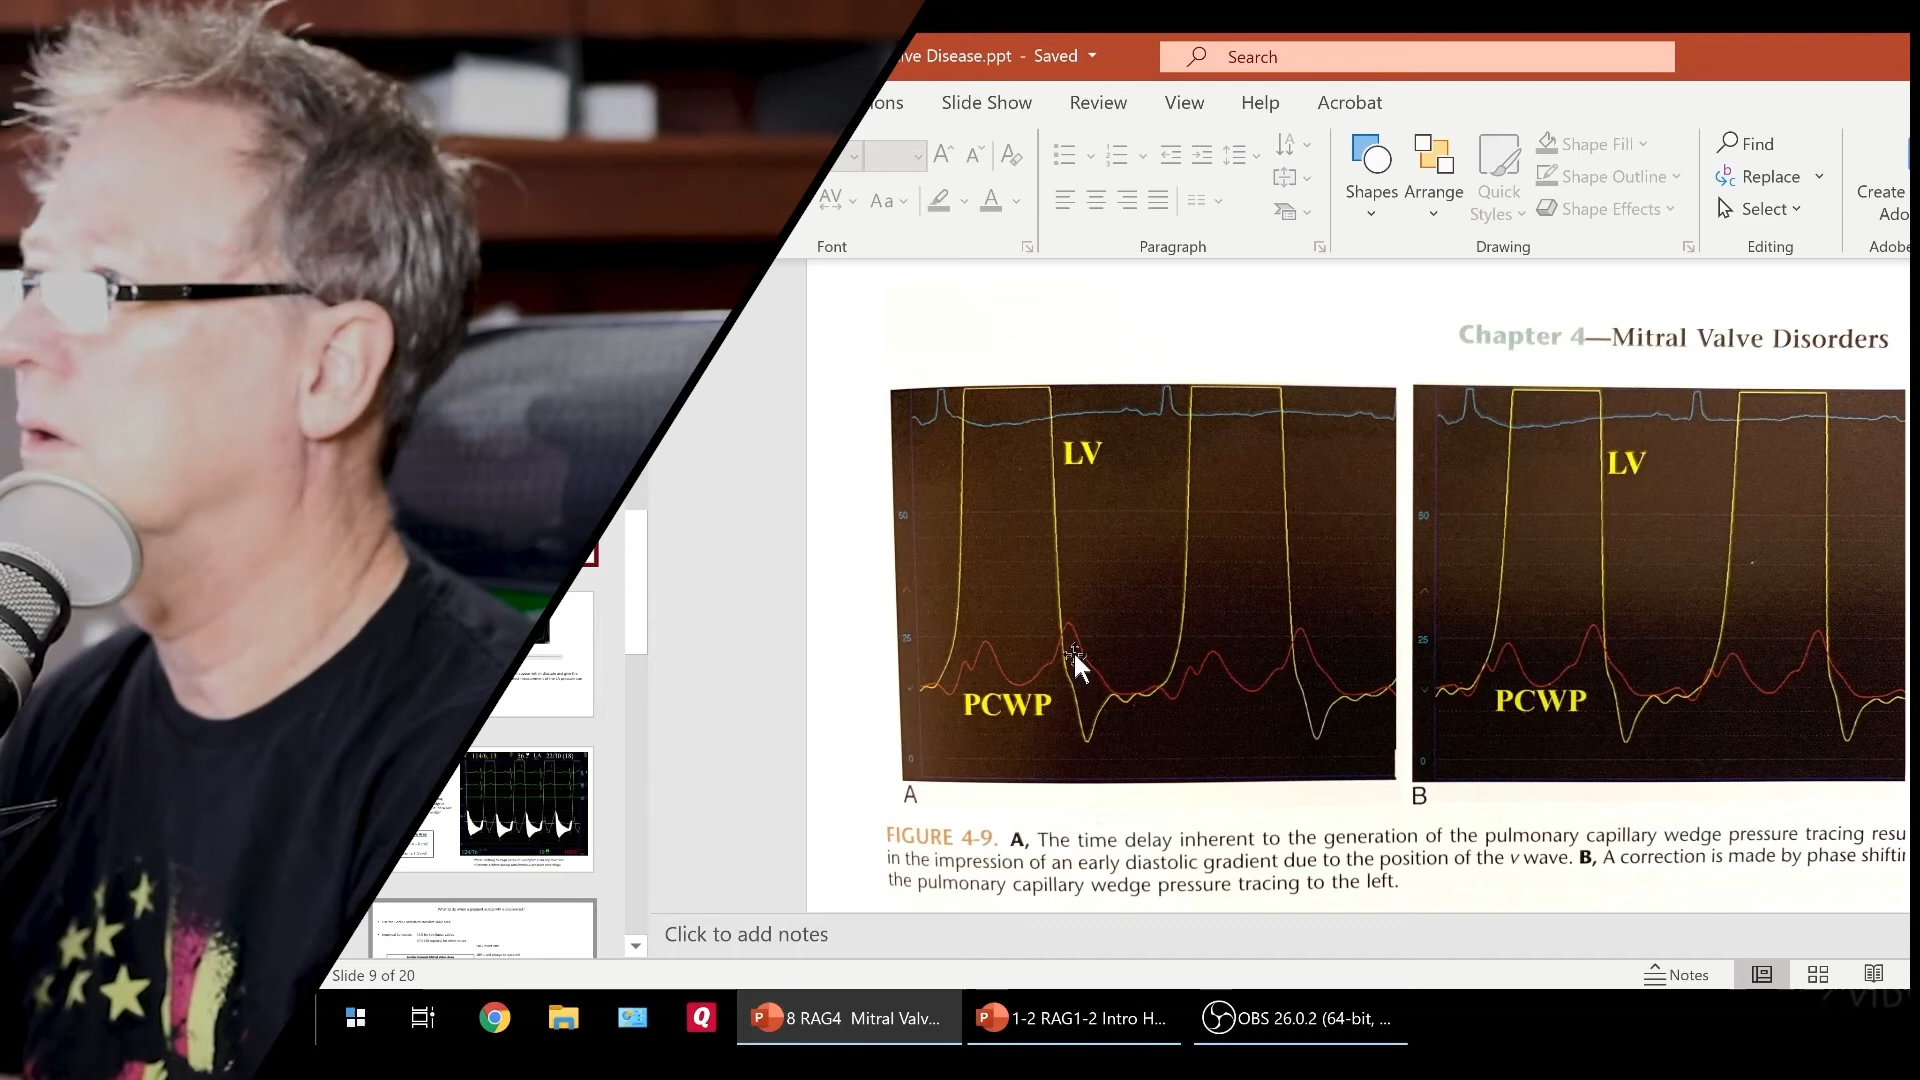 ve Disease.ppt - Saved
Search
ons Slide Show Review View Help Acrobat
Aa
Font
Paragraph
Shapes
Arrange
Quick
Styles
Shape Fill
Shape Outline
Shape Effects
Drawing
Find
Replace
Select
Editing
Create
Ado
Adobe
Chapter 4—Mitral Valve Disorders
LV
50
25
0
PCWP
A
LV
50
25
0
PCWP
B
FIGURE 4-9. A, The time delay inherent to the generation of the pulmonary capillary wedge pressure tracing resu
in the impression of an early diastolic gradient due to the position of the v wave. B, A correction is made by phase shiftin
the pulmonary capillary wedge pressure tracing to the left.
Click to add notes
Slide 9 of 20
Notes
8 RAG4 Mitral Valv...
1-2 RAG1-2 Intro H...
OBS 26.0.2 (64-bit, ...